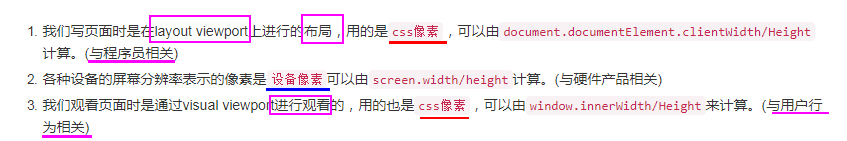 1. 我们写页面时是在layout viewport上进行的布局，用的是 css像素 ，可以由 document.documentElement.clientWidth/Height
计算。(与程序员相关)
2. 各种设备的屏幕分辨率表示的像素是 设备像素 可以由 screen.width/height 计算。(与硬件产品相关)
3. 我们观看页面时是通过visual viewport进行观看的，用的也是 css像素 ，可以由 window.innerWidth/Height 来计算。(与用户行
为相关)